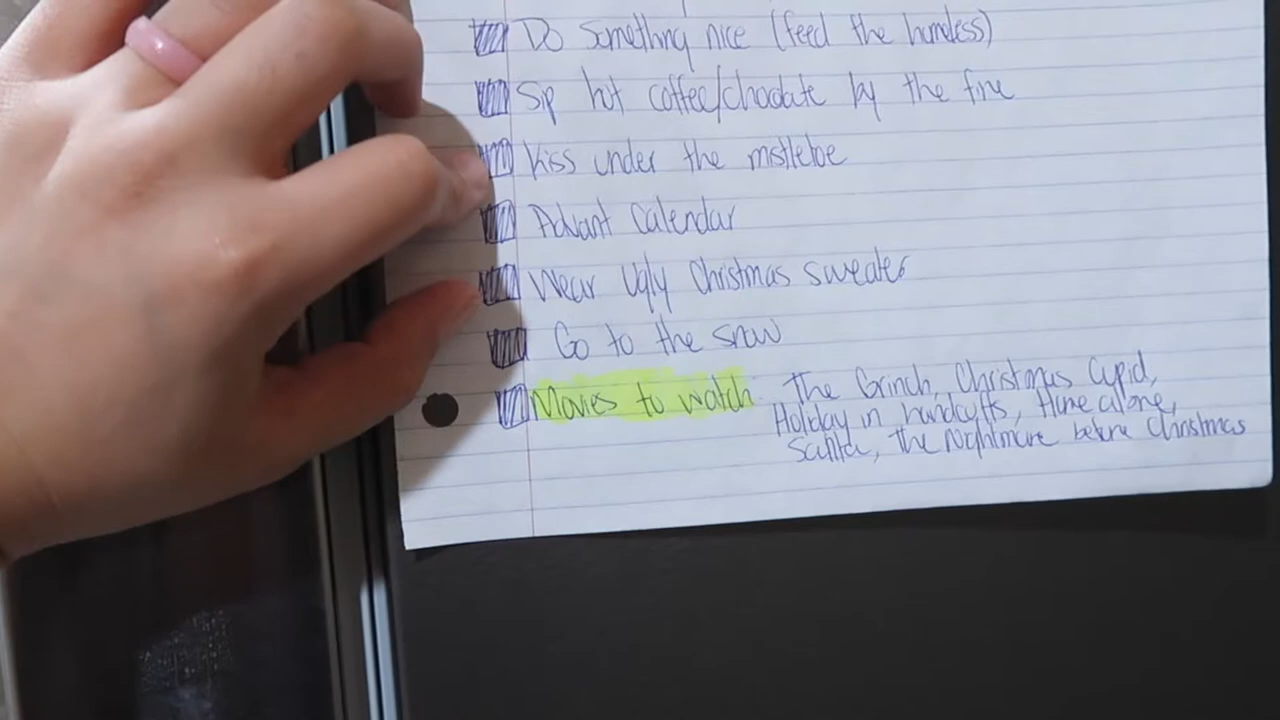 Do something nice (feed the homeless)
Sip hot coffee/chocolate by the fire
Kiss under the mistletoe
Advant Calendar
Wear Ugly Christmas sweater
Go to the snow
Movies to watch: The Grinch, Christmas Cupid,
Holiday in handcuffs, Home alone,
Santa, The Nightmare before Christmas